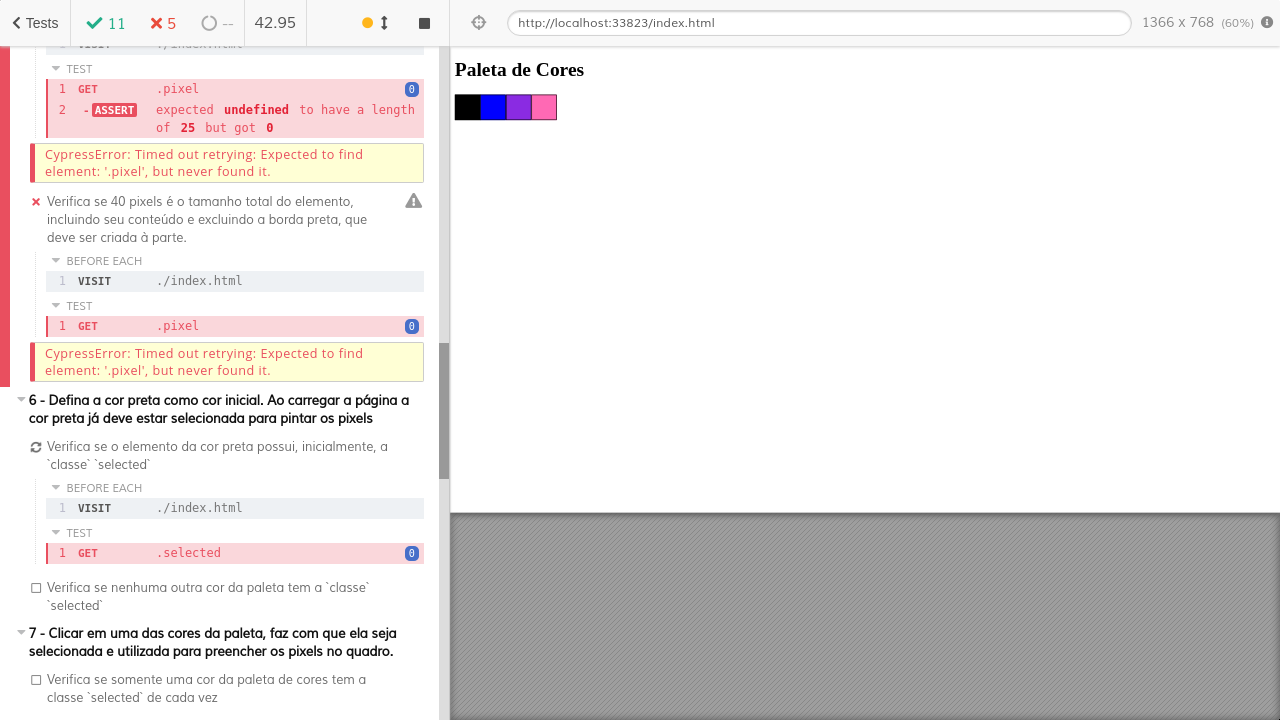 Tests
11
5
--
42.95
http://localhost:33823/index.html
1366 x 768 (60%)
1 VISIT ./index.html
TEST
1 GET .pixel 0
2 -ASSERT expected undefined to have a length
of 25 but got 0
CypressError: Timed out retrying: Expected to find
element: '.pixel', but never found it.
Verifica se 40 pixels é o tamanho total do elemento,
incluindo seu conteúdo e excluindo a borda preta, que
deve ser criada à parte.
BEFORE EACH
1 VISIT ./index.html
TEST
1 GET .pixel 0
CypressError: Timed out retrying: Expected to find
element: '.pixel', but never found it.
6 - Defina a cor preta como cor inicial. Ao carregar a página a
cor preta já deve estar selecionada para pintar os pixels
Verifica se o elemento da cor preta possui, inicialmente, a
`classe` `selected`
BEFORE EACH
1 VISIT ./index.html
TEST
1 GET .selected 0
Verifica se nenhuma outra cor da paleta tem a `classe`
`selected`
7 - Clicar em uma das cores da paleta, faz com que ela seja
selecionada e utilizada para preencher os pixels no quadro.
Verifica se somente uma cor da paleta de cores tem a
classe `selected` de cada vez
Paleta de Cores